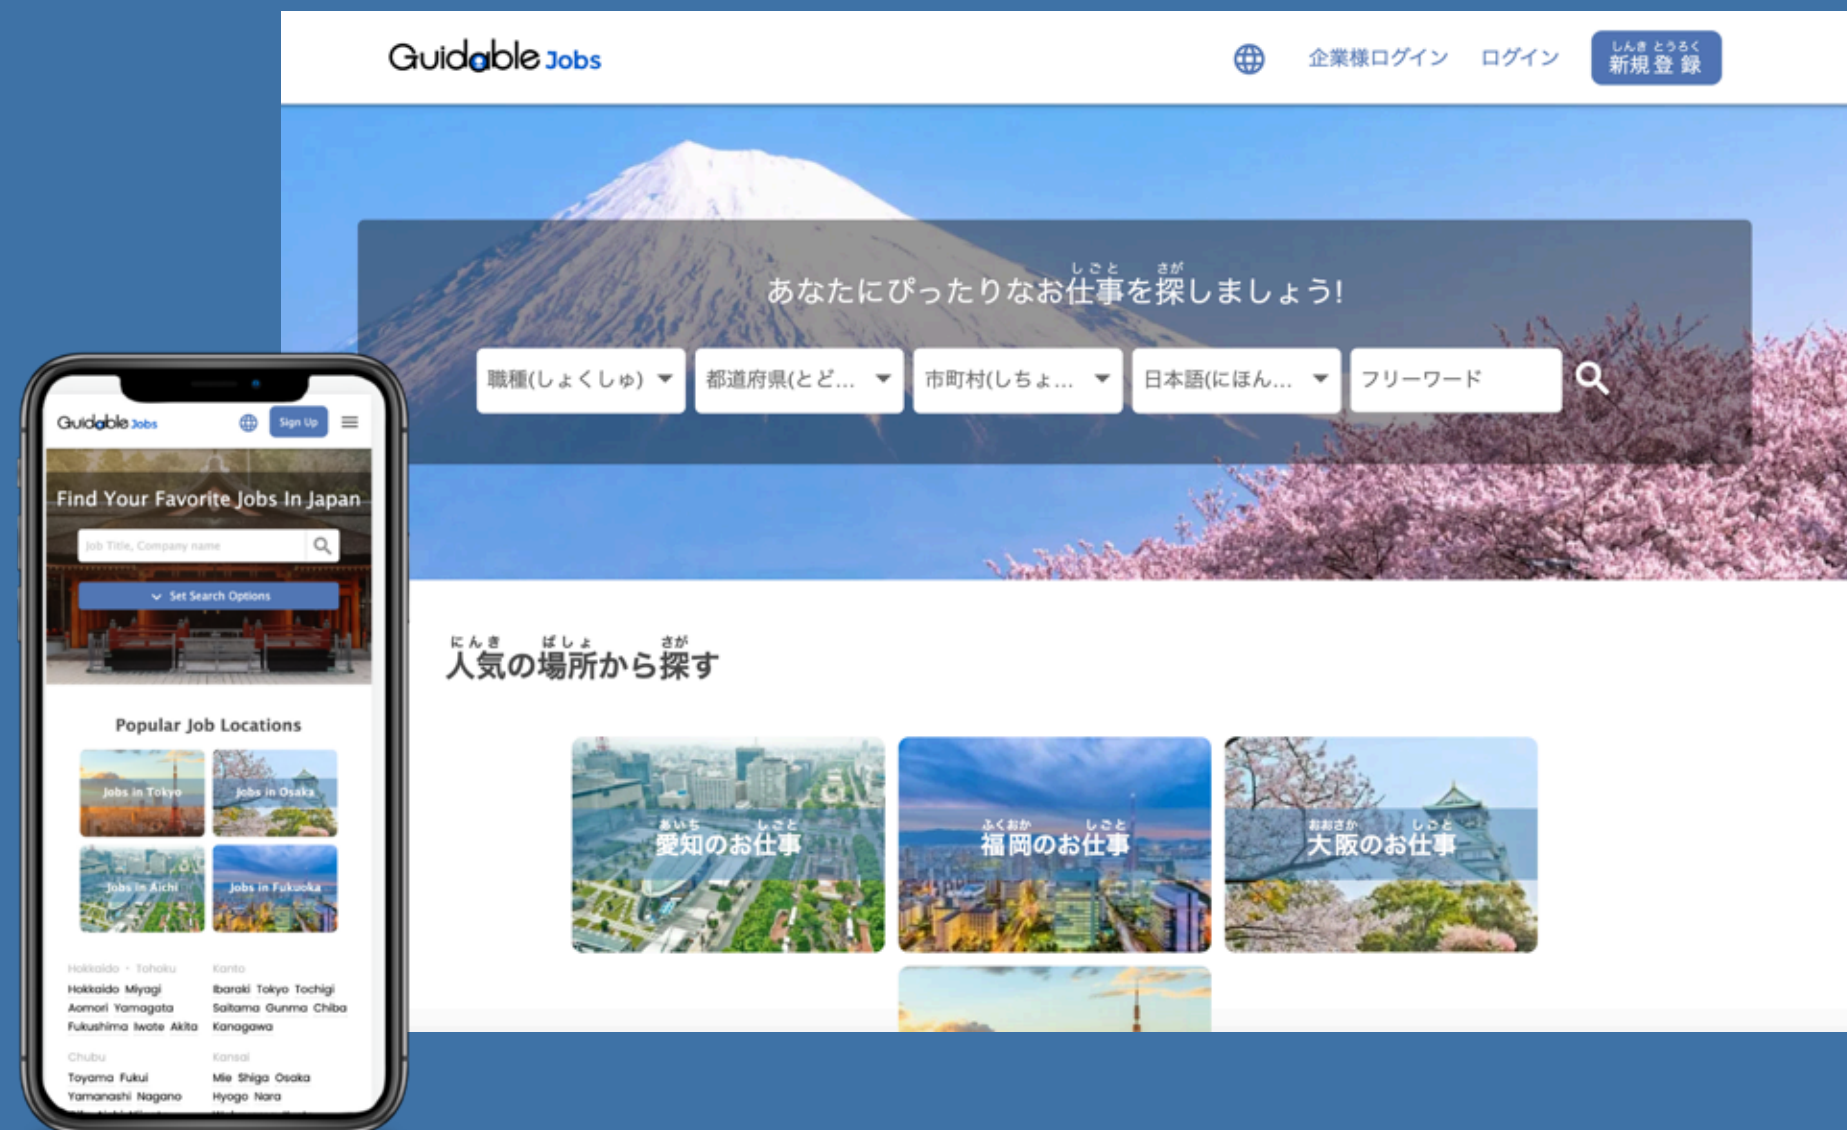 Guidable Jobs
企業様ログイン
ログイン
しんき とうろく
新規登録
しごと さが
あなたにぴったりなお仕事を探しましょう!
職種(しょくしゅ)
都道府県(とど...
市町村(しちょ...
日本語(にほん...
フリーワード
にんき ばしょ さが
人気の場所から探す
あいち しごと
愛知のお仕事
ふくおか しごと
福岡のお仕事
おおさか しごと
大阪のお仕事
Guidable Jobs
Sign Up
Find Your Favorite Jobs In Japan
Job Title, Company name
Set Search Options
Popular Job Locations
Jobs in Tokyo
Jobs in Osaka
Jobs in Aichi
Jobs in Fukuoka
Hokkaido・Tohoku
Hokkaido Miyagi
Aomori Yamagata
Fukushima Iwate Akita
Kanto
Ibaraki Tokyo Tochigi
Saitama Gunma Chiba
Kanagawa
Chubu
Toyama Fukui
Yamanashi Nagano
Kansai
Mie Shiga Osaka
Hyogo Nara